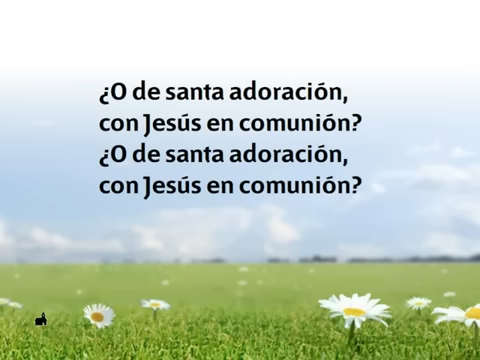 ¿O de santa adoración,
con Jesús en comunión?
¿O de santa adoración,
con Jesús en comunión?